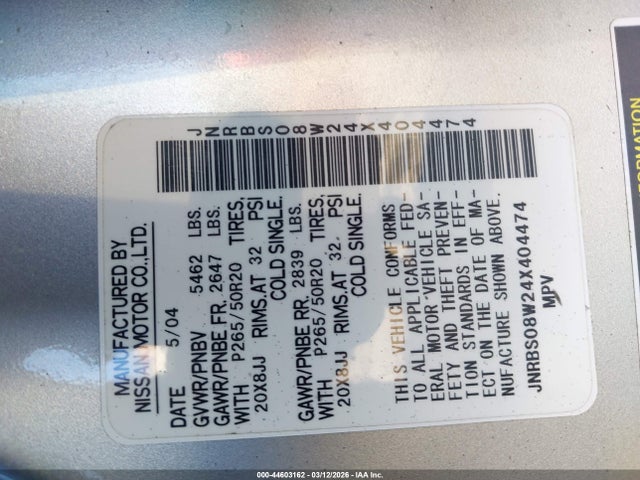 JNRBS08W24X404474
MANUFACTURED BY
NISSAN MOTOR CO.,LTD.
DATE 5/04
GVWR/PNBV 5462 LBS.
GAWR/PNBE FR. 2647 LBS.
WITH P265/50R20 TIRES,
20X8JJ RIMS,AT 32 PSI
COLD SINGLE.
GAWR/PNBE RR. 2839 LBS.
WITH P265/50R20 TIRES,
20X8JJ RIMS,AT 32 PSI
COLD SINGLE.
THIS VEHICLE CONFORMS
TO ALL APPLICABLE FED-
ERAL MOTOR VEHICLE SA-
FETY AND THEFT PREVEN-
TION STANDARDS IN EFF-
ECT ON THE DATE OF MA-
NUFACTURE SHOWN ABOVE.
JNRBS08W24X404474
MPV
ORMATION
000-44603162 - 03/12/2026 - IAA Inc.